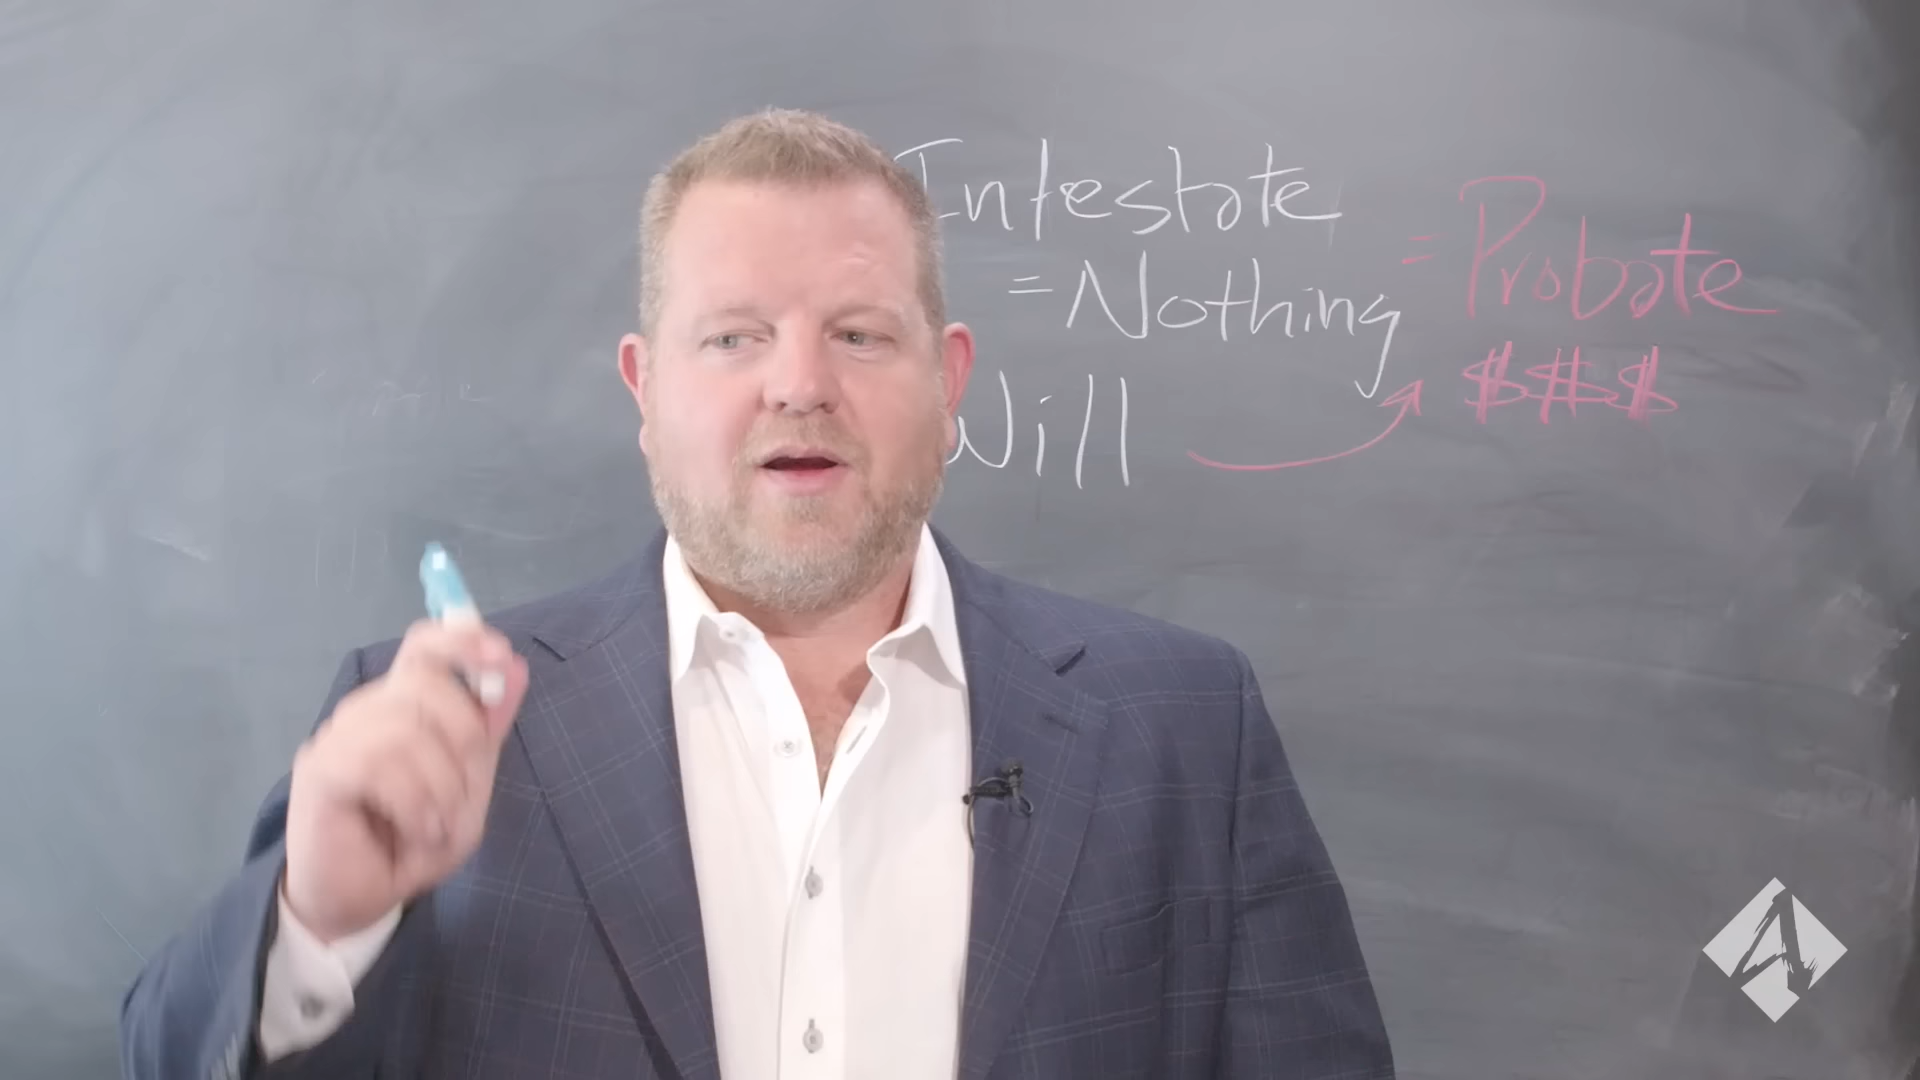 Intestate
= Nothing
= Probate
$$$
Will
A